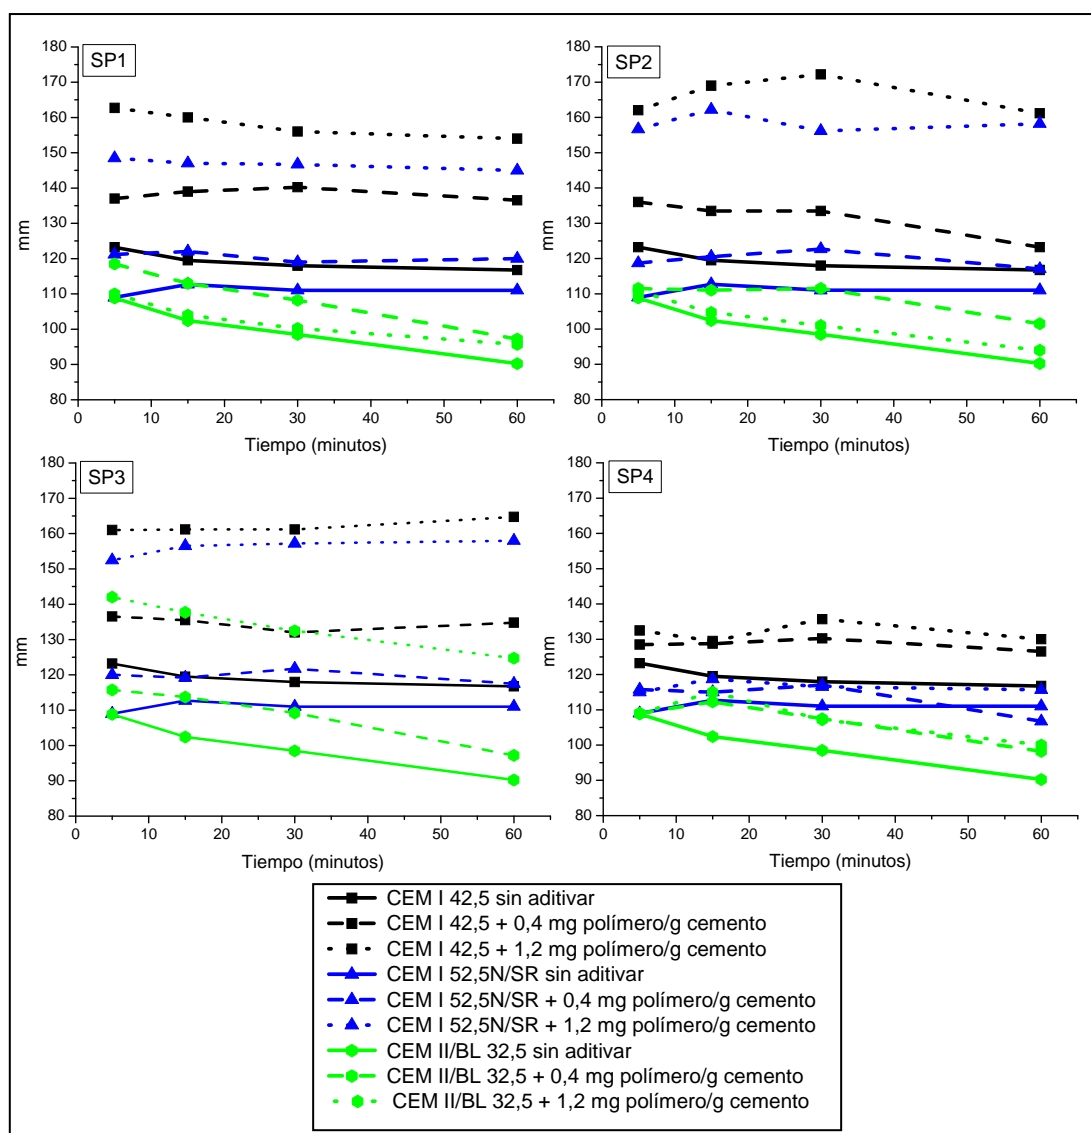 SP1
180
170
160
150
140
130
120
110
100
90
80
mm
0 10 20 30 40 50 60
Tiempo (minutos)
SP2
180
170
160
150
140
130
120
110
100
90
80
mm
0 10 20 30 40 50 60
Tiempo (minutos)
SP3
180
170
160
150
140
130
120
110
100
90
80
mm
0 10 20 30 40 50 60
Tiempo (minutos)
SP4
180
170
160
150
140
130
120
110
100
90
80
mm
0 10 20 30 40 50 60
Tiempo (minutos)
CEM I 42,5 sin aditivar
CEM I 42,5 + 0,4 mg polímero/g cemento
CEM I 42,5 + 1,2 mg polímero/g cemento
CEM I 52,5N/SR sin aditivar
CEM I 52,5N/SR + 0,4 mg polímero/g cemento
CEM I 52,5N/SR + 1,2 mg polímero/g cemento
CEM II/BL 32,5 sin aditivar
CEM II/BL 32,5 + 0,4 mg polímero/g cemento
CEM II/BL 32,5 + 1,2 mg polímero/g cemento